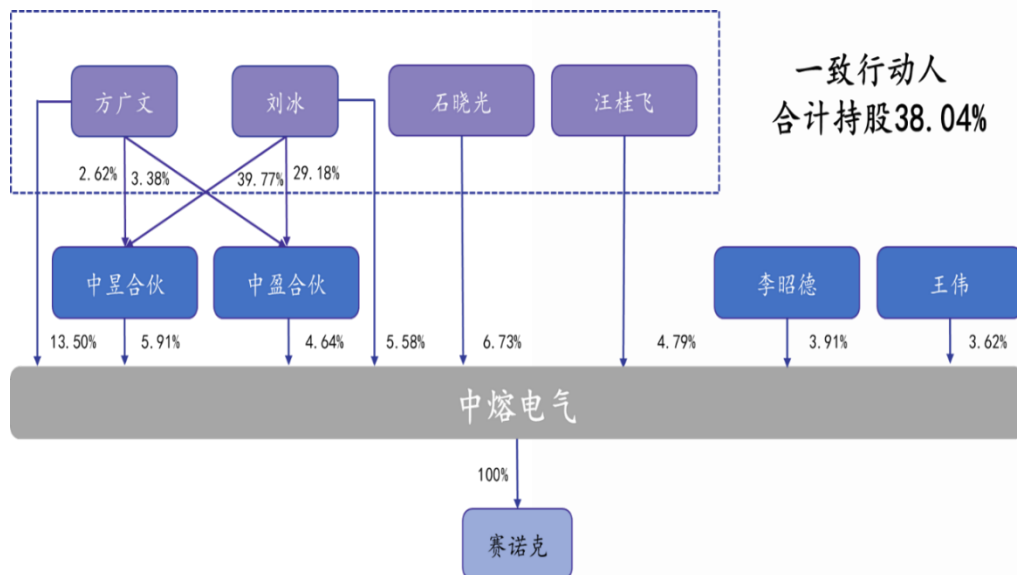 方广文
刘冰
石晓光
汪桂飞
一致行动人
合计持股38.04%
2.62%
3.38%
39.77%
29.18%
中昱合伙
中盈合伙
李昭德
王伟
13.50%
5.91%
4.64%
5.58%
6.73%
4.79%
3.91%
3.62%
中熔电气
100%
赛诺克